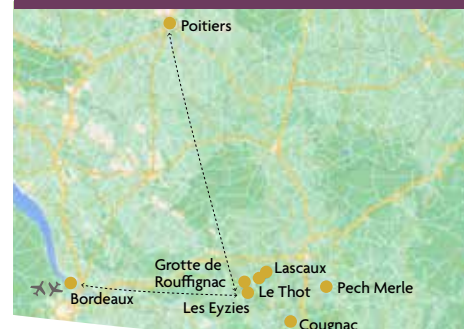 Poitiers
Grotte de
Rouffignac
Lascaux
Le Thot
Pech Merle
Bordeaux
Les Eyzies
Cougnac